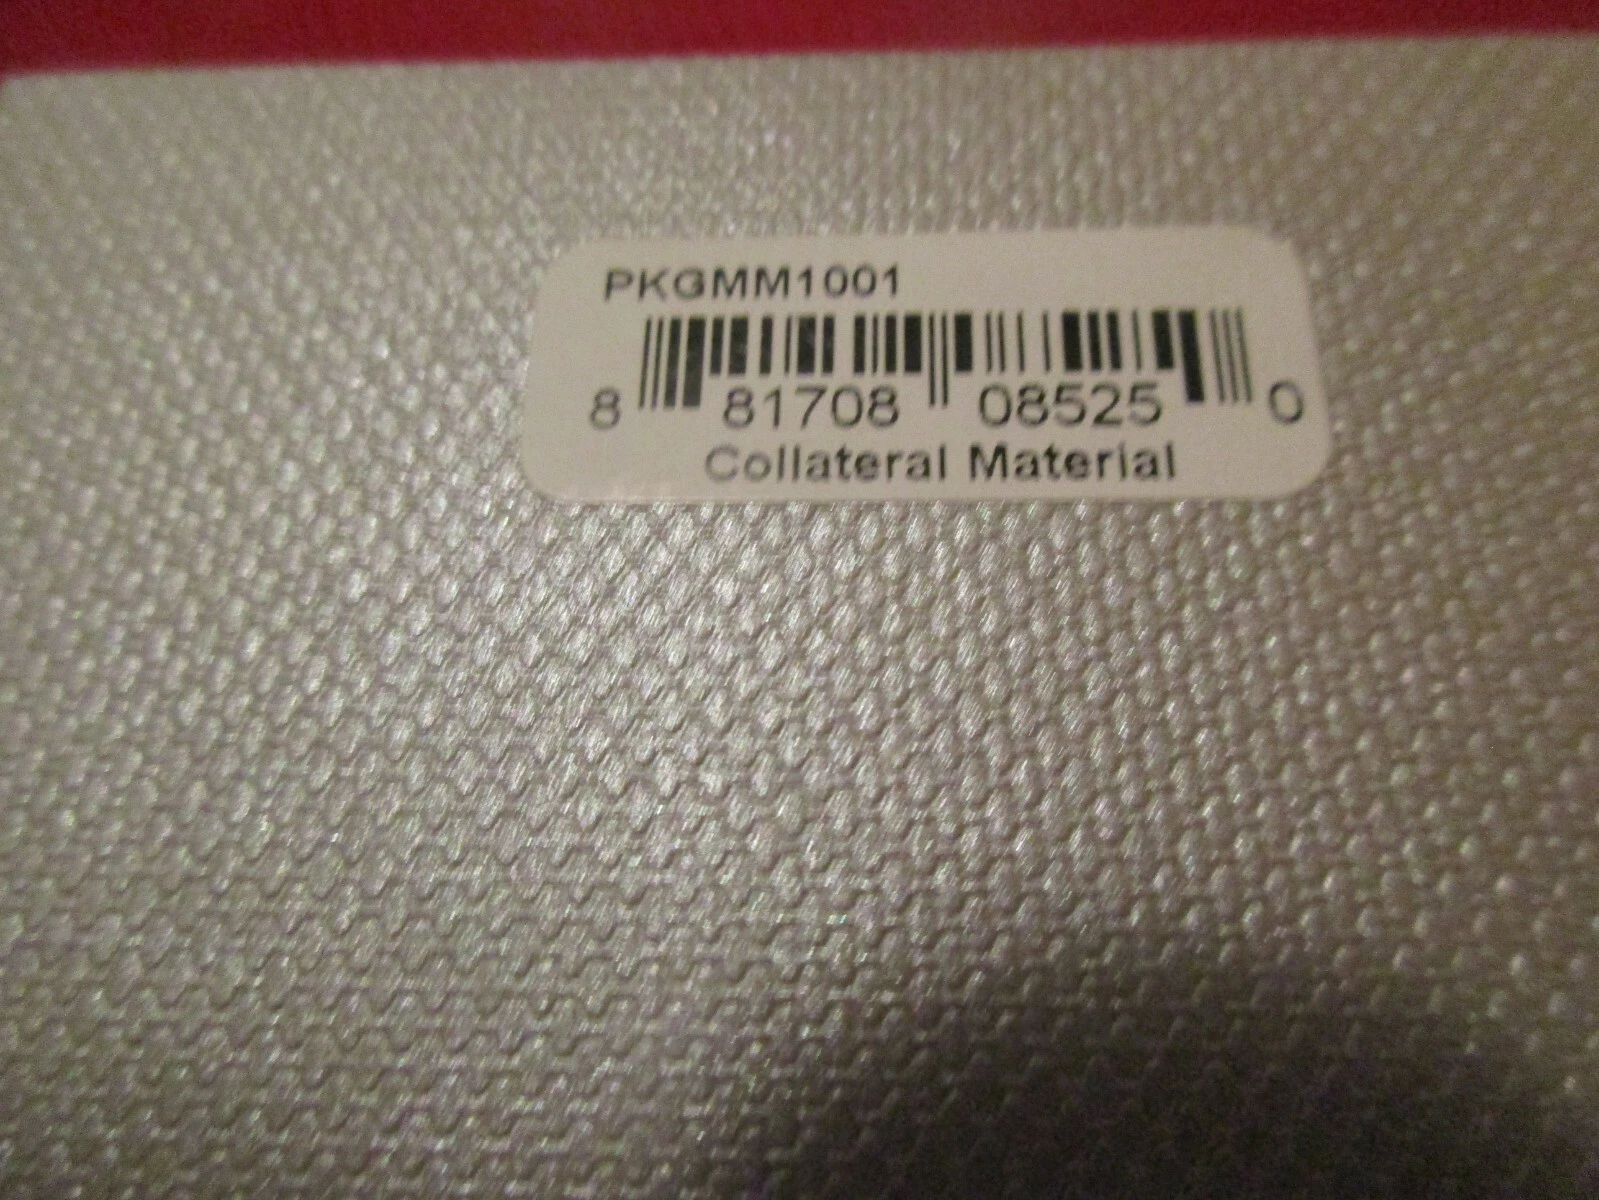 PKGMM1001
8 81708 08525 0
Collateral Material